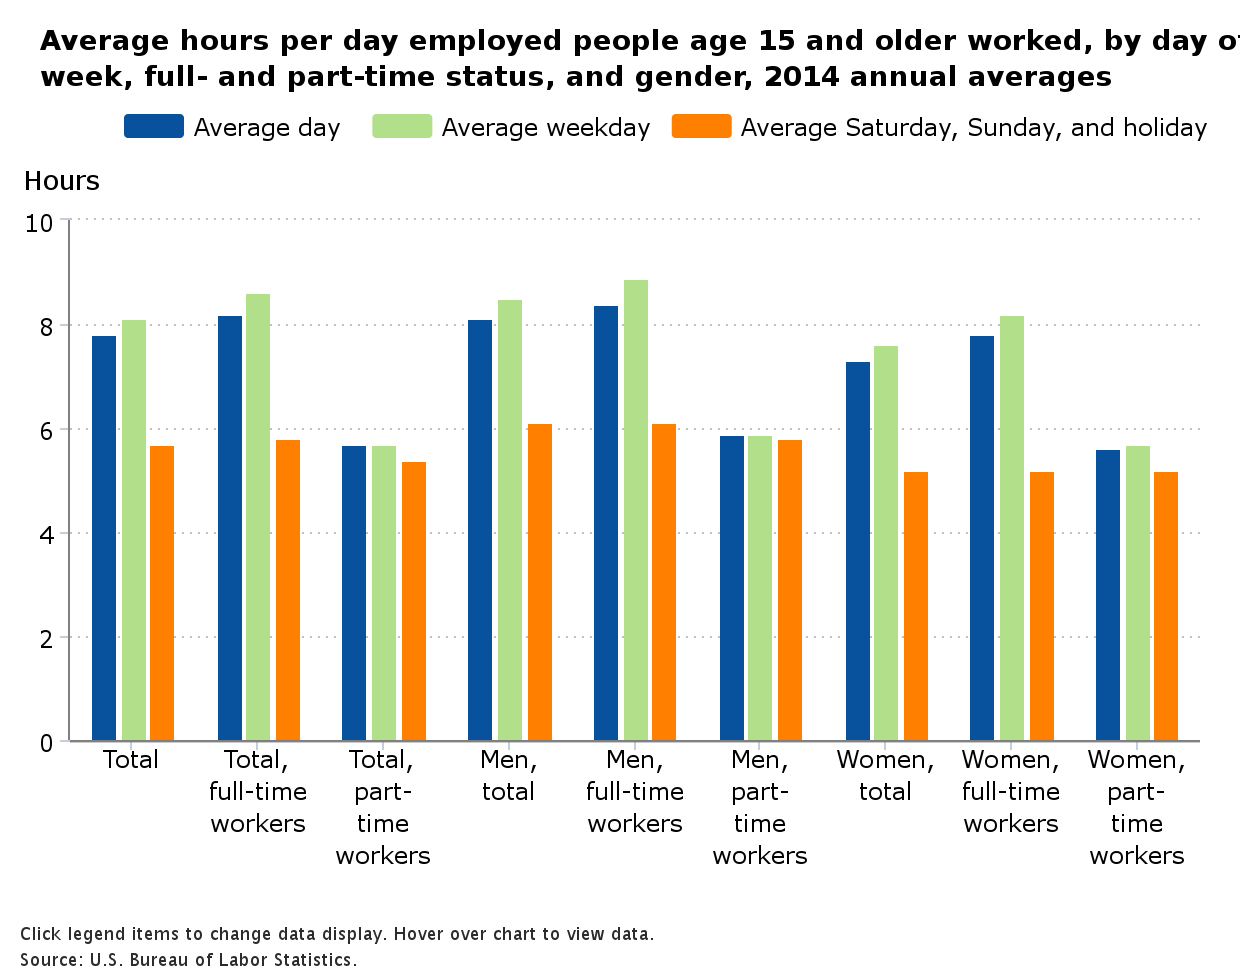 Average hours per day employed people age 15 and older worked, by day of
week, full- and part-time status, and gender, 2014 annual averages
Average day Average weekday Average Saturday, Sunday, and holiday
Hours
10
8
6
4
2
0
Total
Total,
full-time
workers
Total,
part-
time
workers
Men,
total
Men,
full-time
workers
Men,
part-
time
workers
Women,
total
Women,
full-time
workers
Women,
part-
time
workers
Click legend items to change data display. Hover over chart to view data.
Source: U.S. Bureau of Labor Statistics.